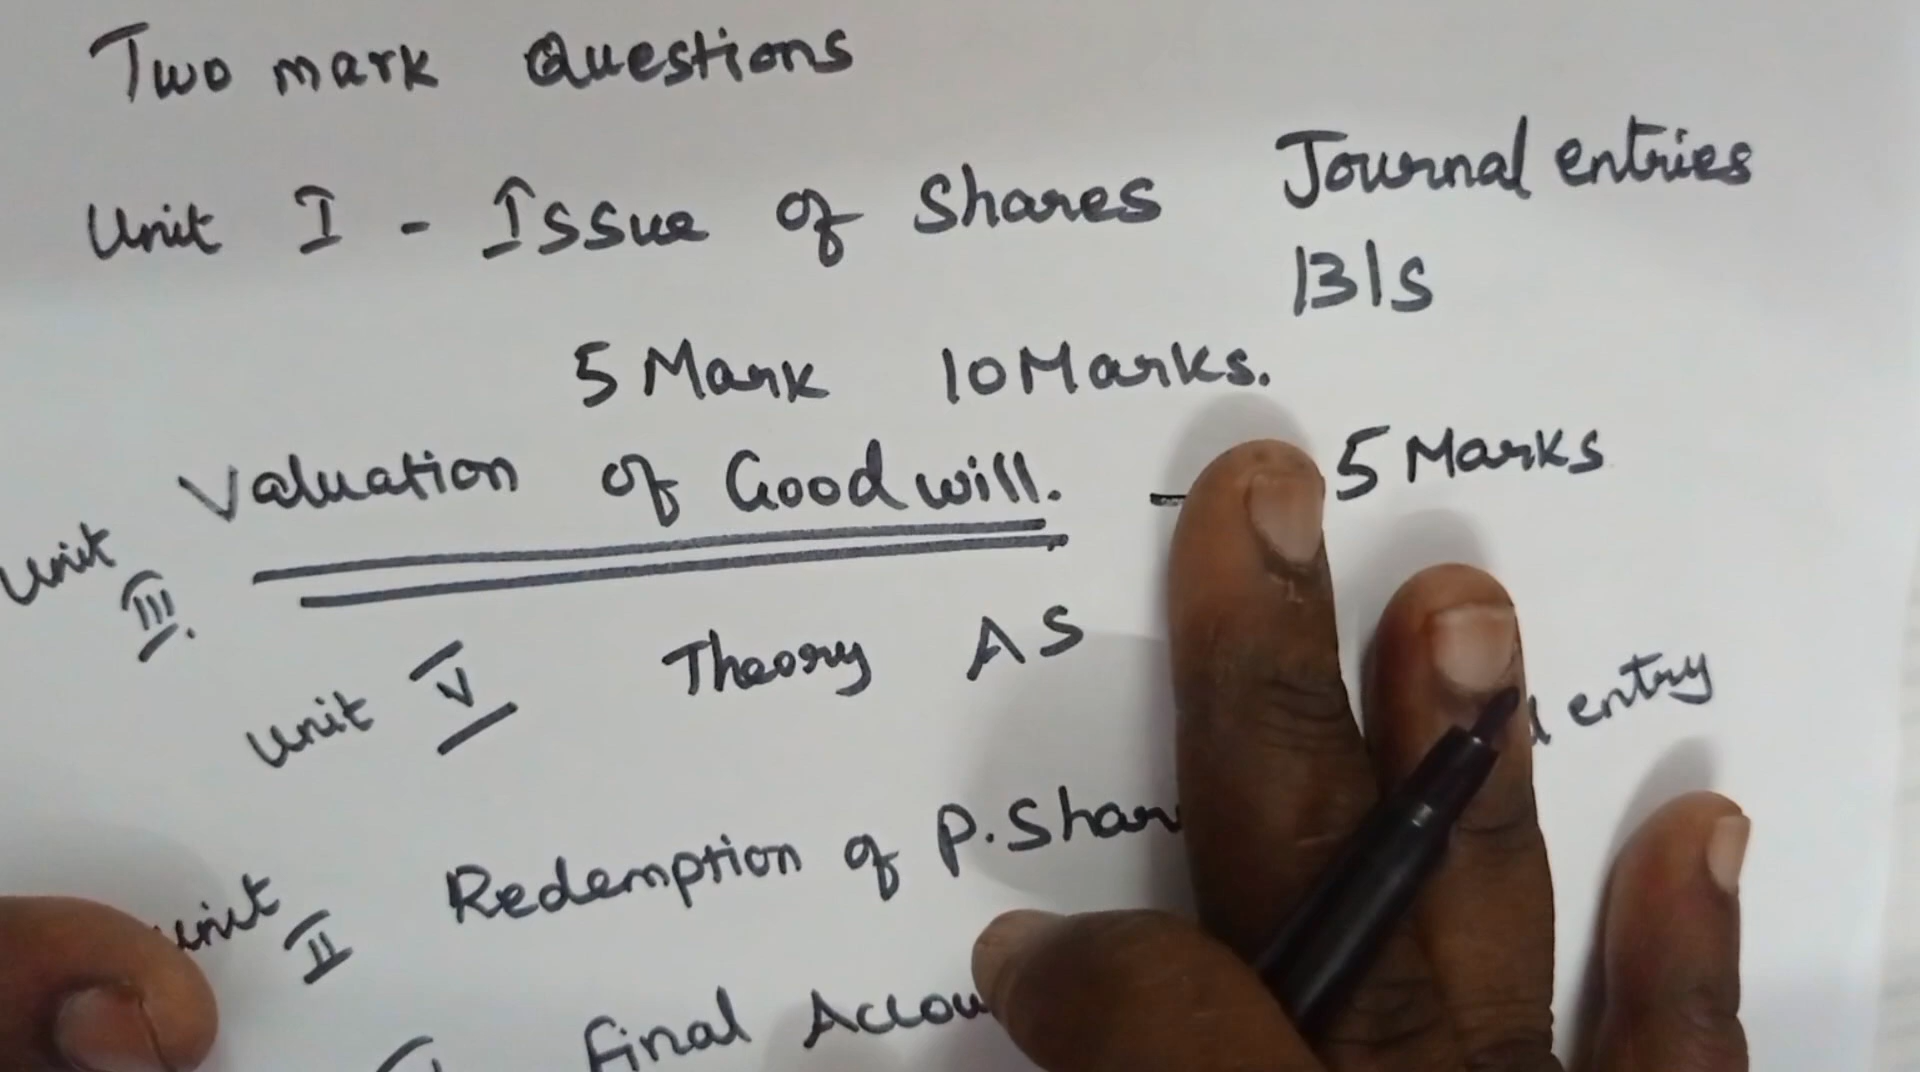 Two mark Questions
Unit I - Issue of Shares Journal entries
B/S
5 Mark 10 Marks.
Unit III. Valuation of Goodwill. - 5 Marks
Unit V Theory AS
entry
unit II Redemption of P. Shar
Final Accou